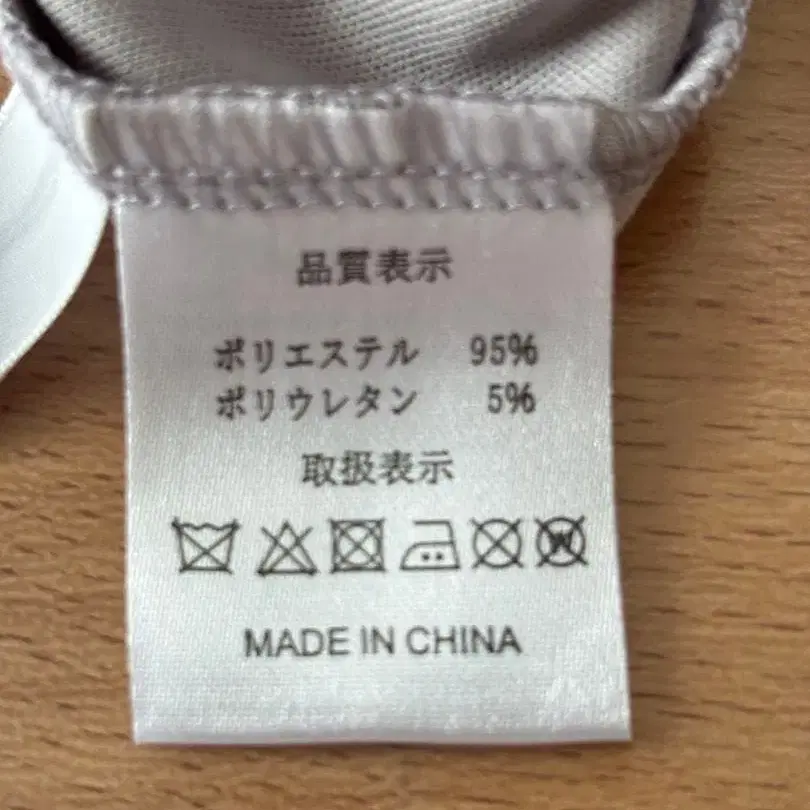 品質表示
ポリエステル 95%
ポリウレタン 5%
取扱表示
W
MADE IN CHINA